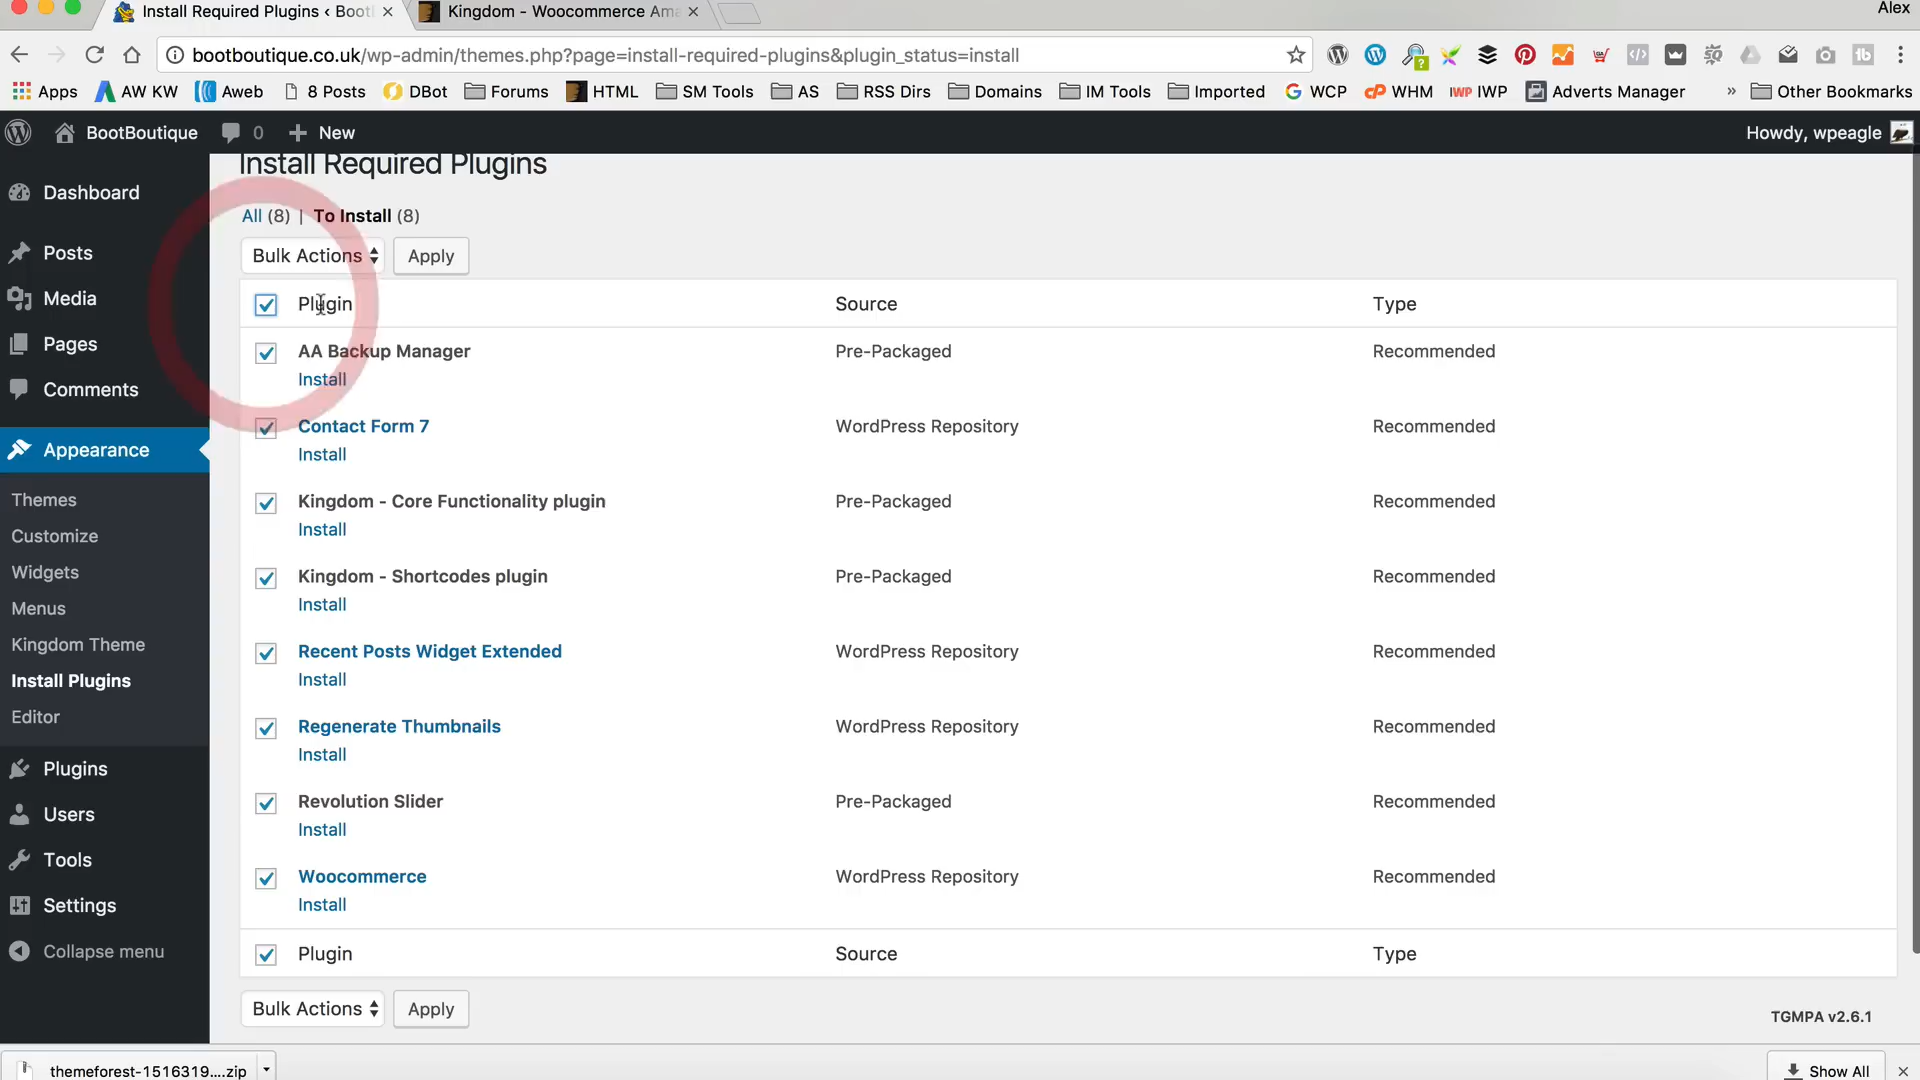 Install Required Plugins ‹ Boot
Kingdom - Woocommerce Ama
Alex
bootboutique.co.uk/wp-admin/themes.php?page=install-required-plugins&plugin_status=install
Apps
AW KW
Aweb
8 Posts
DBot
Forums
HTML
SM Tools
AS
RSS Dirs
Domains
IM Tools
Imported
WCP
WHM
IWP
Adverts Manager
»
Other Bookmarks
BootBoutique
0
New
Howdy, wpeagle
Dashboard
Posts
Media
Pages
Comments
Appearance
Themes
Customize
Widgets
Menus
Kingdom Theme
Install Plugins
Editor
Plugins
Users
Tools
Settings
Collapse menu
Install Required Plugins
All (8) | To Install (8)
Bulk Actions Apply
Plugin Source Type
AA Backup Manager Pre-Packaged Recommended
Install
Contact Form 7 WordPress Repository Recommended
Install
Kingdom - Core Functionality plugin Pre-Packaged Recommended
Install
Kingdom - Shortcodes plugin Pre-Packaged Recommended
Install
Recent Posts Widget Extended WordPress Repository Recommended
Install
Regenerate Thumbnails WordPress Repository Recommended
Install
Revolution Slider Pre-Packaged Recommended
Install
Woocommerce WordPress Repository Recommended
Install
Plugin Source Type
Bulk Actions Apply
TGMPA v2.6.1
themeforest-1516319....zip
Show All